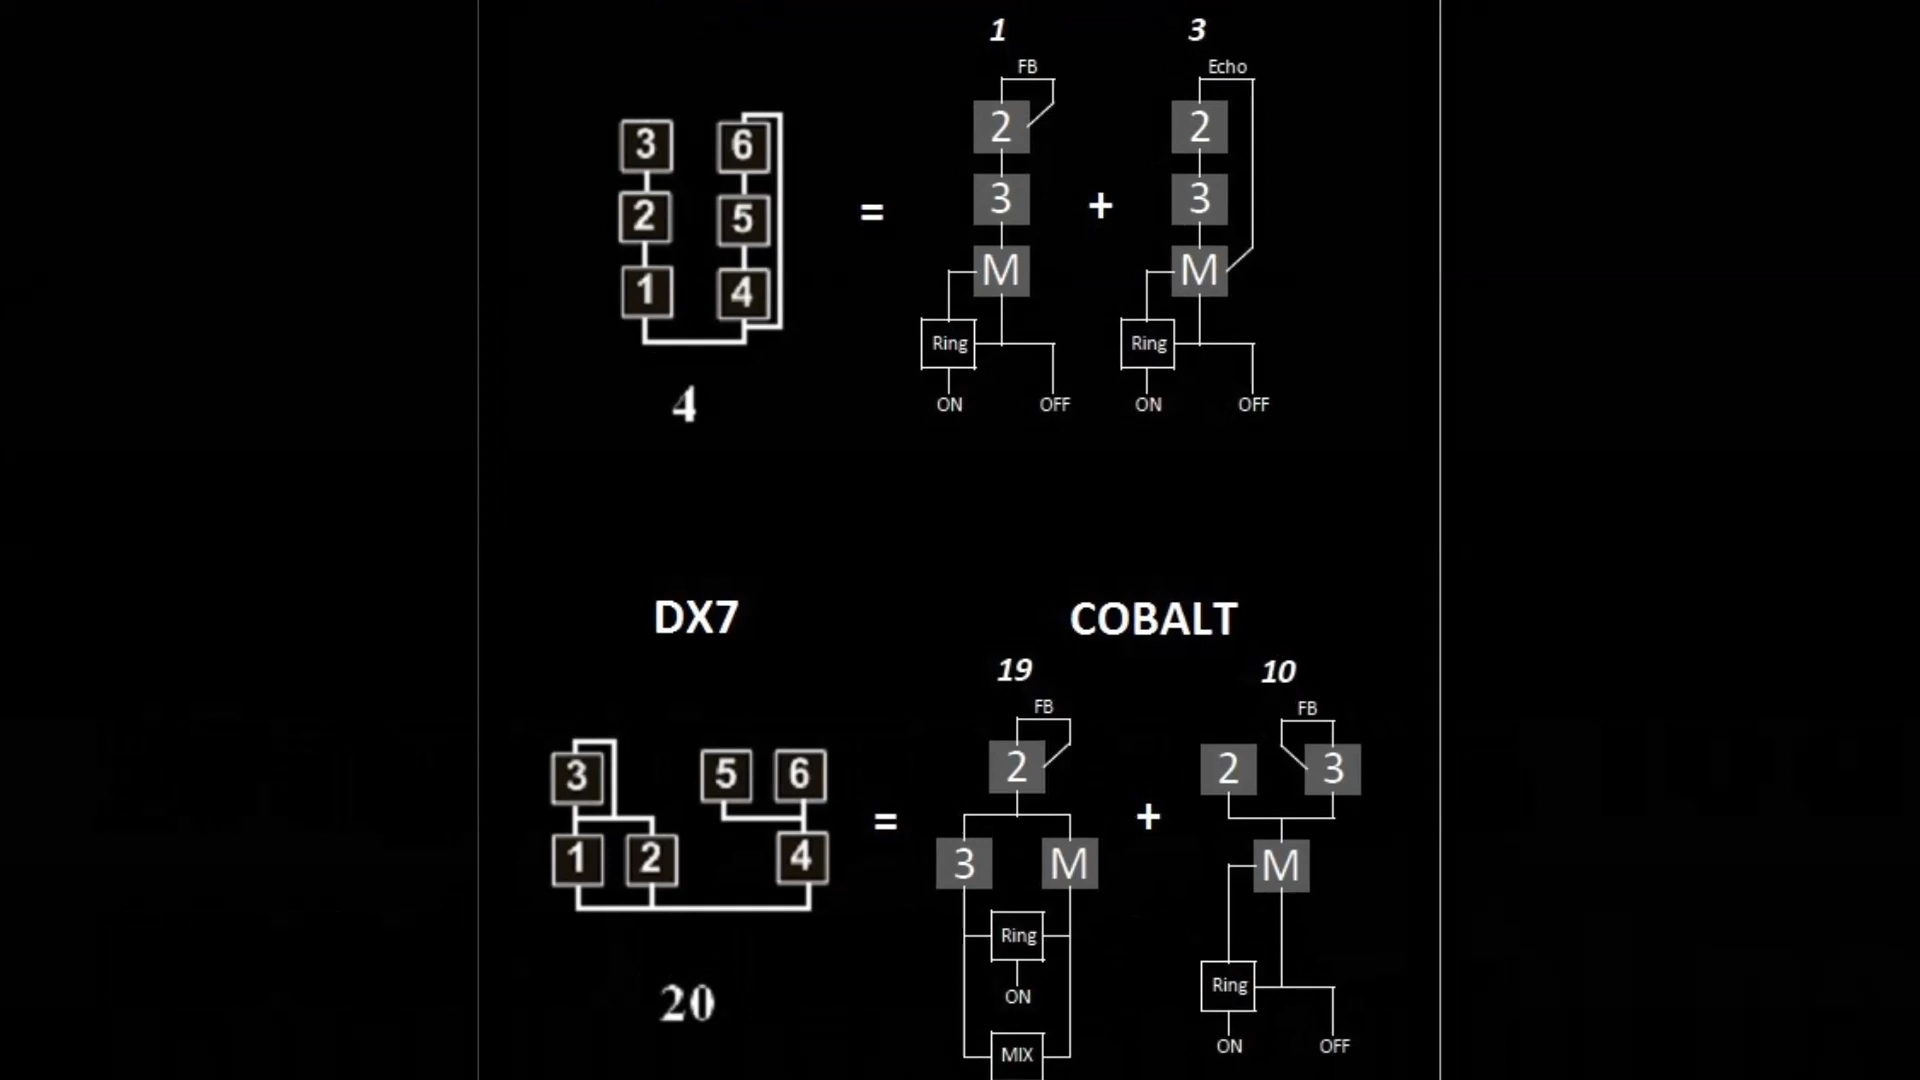 1 3
FB Echo
3 6 2 2
2 5 = 3 + 3
1 4 M M
Ring Ring
4 ON OFF ON OFF
DX7 COBALT
19 10
FB FB
3 5 6 2 2 3
1 2 4 = 3 M + M
Ring
Ring
20 ON
ON OFF
MIX